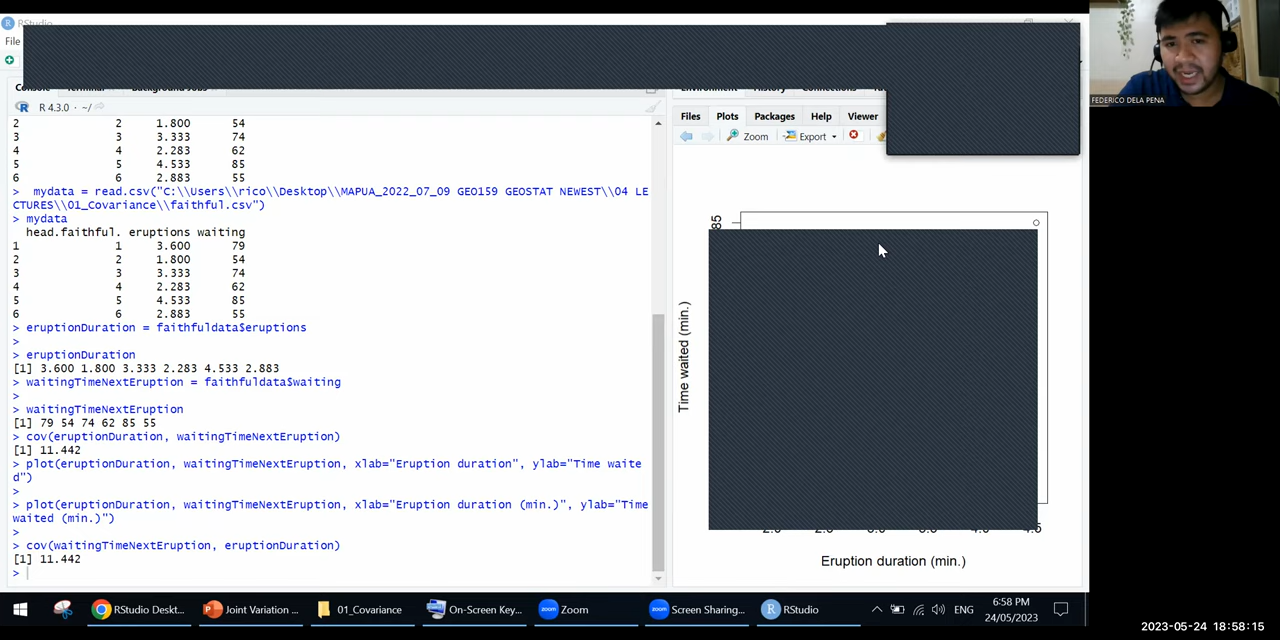 RStudio
File
R 4.3.0 · ~/
2 2 1.800 54
3 3 3.333 74
4 4 2.283 62
5 5 4.533 85
6 6 2.883 55
> mydata = read.csv("C:\\Users\\rico\\Desktop\\MAPUA_2022_07_09 GEO159 GEOSTAT NEWEST\\04 LE
CTURES\\01_Covariance\\faithful.csv")
> mydata
head.faithful. eruptions waiting
1 1 3.600 79
2 2 1.800 54
3 3 3.333 74
4 4 2.283 62
5 5 4.533 85
6 6 2.883 55
> eruptionDuration = faithfuldata$eruptions
>
> eruptionDuration
[1] 3.600 1.800 3.333 2.283 4.533 2.883
> waitingTimeNextEruption = faithfuldata$waiting
>
> waitingTimeNextEruption
[1] 79 54 74 62 85 55
> cov(eruptionDuration, waitingTimeNextEruption)
[1] 11.442
> plot(eruptionDuration, waitingTimeNextEruption, xlab="Eruption duration", ylab="Time waite
d")
>
> plot(eruptionDuration, waitingTimeNextEruption, xlab="Eruption duration (min.)", ylab="Time
waited (min.)")
>
> cov(waitingTimeNextEruption, eruptionDuration)
[1] 11.442
>
Files Plots Packages Help Viewer
Zoom Export
85
Time waited (min.)
Eruption duration (min.)
FEDERICO DELA PENA
RStudio Deskt... Joint Variation ... 01_Covariance On-Screen Key... Zoom Screen Sharing... RStudio ENG
6:58 PM
24/05/2023
2023-05-24 18:58:15